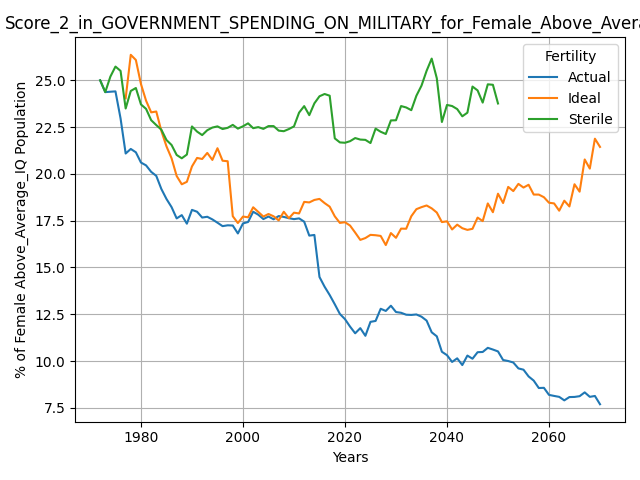 Score_2_in_GOVERNMENT_SPENDING_ON_MILITARY_for_Female_Above_Avera
% of Female Above_Average_IQ Population
25.0
22.5
20.0
17.5
15.0
12.5
10.0
7.5
Fertility
Actual
Ideal
Sterile
1980
2000
2020
2040
2060
Years